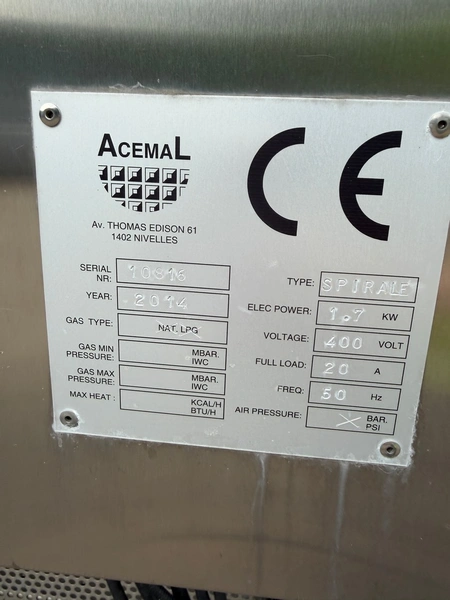 ACEMAL
CE
Av. THOMAS EDISON 61
1402 NIVELLES
SERIAL NR:
YEAR: 2014
GAS TYPE: NAT. LPG
GAS MIN PRESSURE: MBAR. IWC
GAS MAX PRESSURE: MBAR. IWC
MAX HEAT : KCAL/H BTU/H
TYPE: SPIRALE
ELEC POWER: 1.7 KW
VOLTAGE: 400 VOLT
FULL LOAD: 20 A
FREQ: 50 Hz
AIR PRESSURE: X BAR. PSI